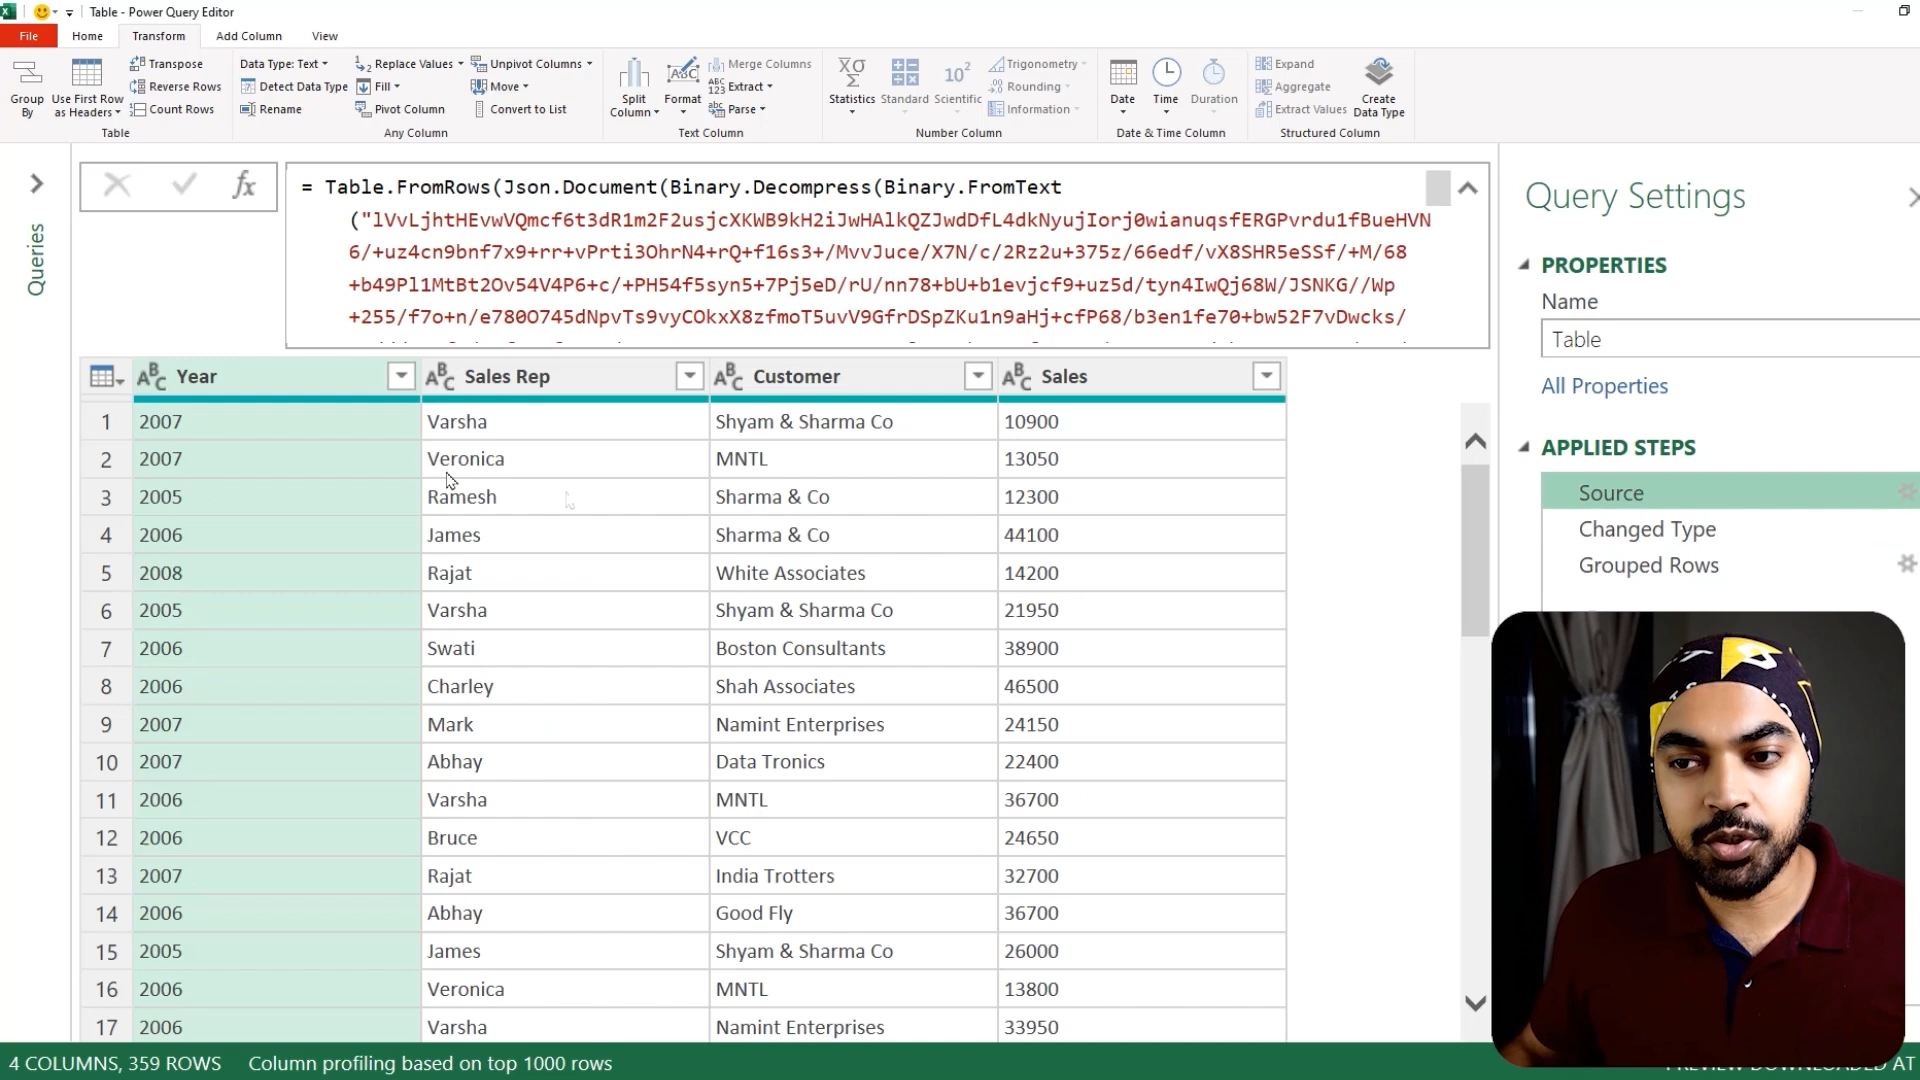 Table - Power Query Editor
File Home Transform Add Column View
Group By
Use First Row as Headers
Transpose
Reverse Rows
Count Rows
Table
Data Type: Text
Detect Data Type
Rename
Replace Values
Fill
Pivot Column
Unpivot Columns
Move
Convert to List
Any Column
Split Column
Format
Merge Columns
Extract
Parse
Text Column
Statistics
Standard
Scientific
Trigonometry
Rounding
Information
Number Column
Date
Time
Duration
Date & Time Column
Expand
Aggregate
Extract Values
Create Data Type
Structured Column
Queries
fx
= Table.FromRows(Json.Document(Binary.Decompress(Binary.FromText
("lVvLjhtHEvwVQmcf6t3dR1m2F2usjcXKWB9kH2iJwHAlkQZJwdDfL4dkNyujIorj0wianuqsfERGPvrdu1fBueHVN
6/+uz4cn9bnf7x9+rr+vPrti3OhrN4+rQ+f16s3+/MvvJuce/X7N/c/2Rz2u+375z/66edf/vX8SHR5eSSf/+M/68
+b49Pl1MtBt2Ov54V4P6+c/+PH54f5syn5+7Pj5eD/rU/nn78+bU+b1evjcf9+uz5d/tyn4IwQj68W/JSNKG//Wp
+255/f7o+n/e780O745dNpvTs9vyCOkxX8zfmoT5uvV9GfrDSpZKu1n9aHj+cfP68/b3en1fe70+bw52F7vDwcks/
Year Sales Rep Customer Sales
1 2007 Varsha Shyam & Sharma Co 10900
2 2007 Veronica MNTL 13050
3 2005 Ramesh Sharma & Co 12300
4 2006 James Sharma & Co 44100
5 2008 Rajat White Associates 14200
6 2005 Varsha Shyam & Sharma Co 21950
7 2006 Swati Boston Consultants 38900
8 2006 Charley Shah Associates 46500
9 2007 Mark Namint Enterprises 24150
10 2007 Abhay Data Tronics 22400
11 2006 Varsha MNTL 36700
12 2006 Bruce VCC 24650
13 2007 Rajat India Trotters 32700
14 2006 Abhay Good Fly 36700
15 2005 James Shyam & Sharma Co 26000
16 2006 Veronica MNTL 13800
17 2006 Varsha Namint Enterprises 33950
Query Settings
PROPERTIES
Name
Table
All Properties
APPLIED STEPS
Source
Changed Type
Grouped Rows
4 COLUMNS, 359 ROWS Column profiling based on top 1000 rows